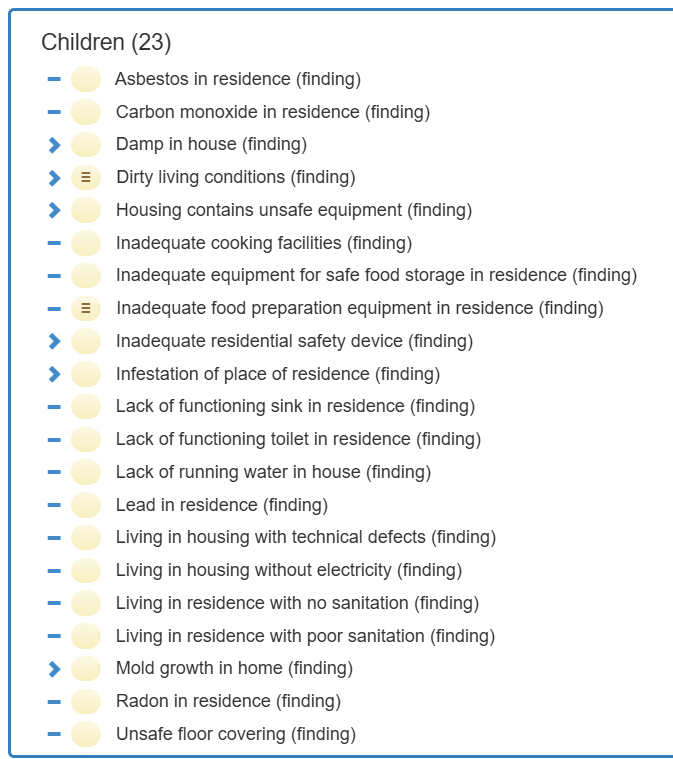 Children (23)
Asbestos in residence (finding)
Carbon monoxide in residence (finding)
Damp in house (finding)
Dirty living conditions (finding)
Housing contains unsafe equipment (finding)
Inadequate cooking facilities (finding)
Inadequate equipment for safe food storage in residence (finding)
Inadequate food preparation equipment in residence (finding)
Inadequate residential safety device (finding)
Infestation of place of residence (finding)
Lack of functioning sink in residence (finding)
Lack of functioning toilet in residence (finding)
Lack of running water in house (finding)
Lead in residence (finding)
Living in housing with technical defects (finding)
Living in housing without electricity (finding)
Living in residence with no sanitation (finding)
Living in residence with poor sanitation (finding)
Mold growth in home (finding)
Radon in residence (finding)
Unsafe floor covering (finding)